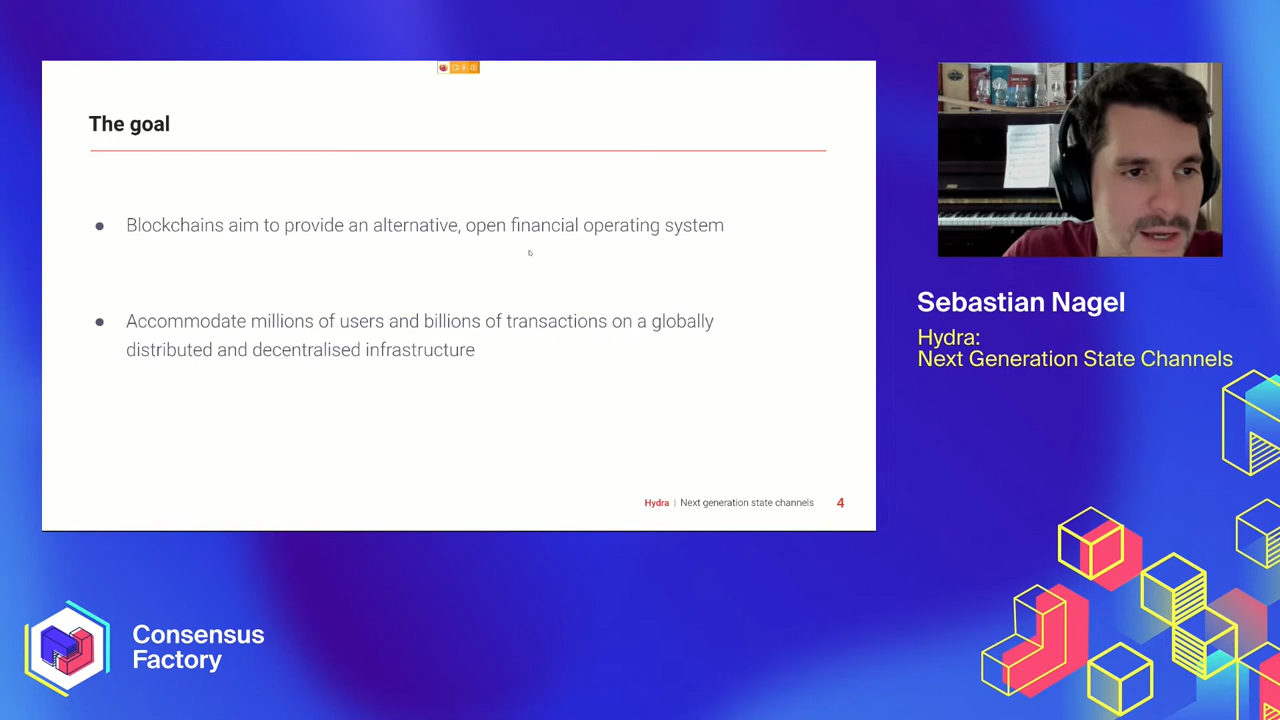 The goal
● Blockchains aim to provide an alternative, open financial operating system
● Accommodate millions of users and billions of transactions on a globally
distributed and decentralised infrastructure
Hydra | Next generation state channels 4
Sebastian Nagel
Hydra:
Next Generation State Channels
Consensus
Factory